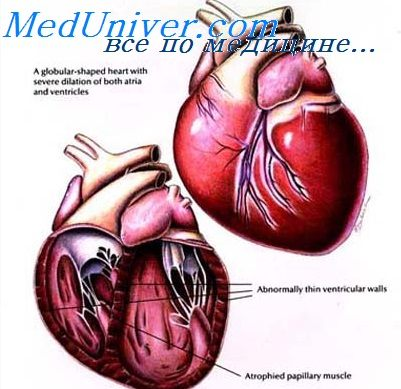 MedUniver.com
все по медицине...
A globular-shaped heart with
severe dilation of both atria
and ventricles
Abnormally thin ventricular walls
Atrophied papillary muscle